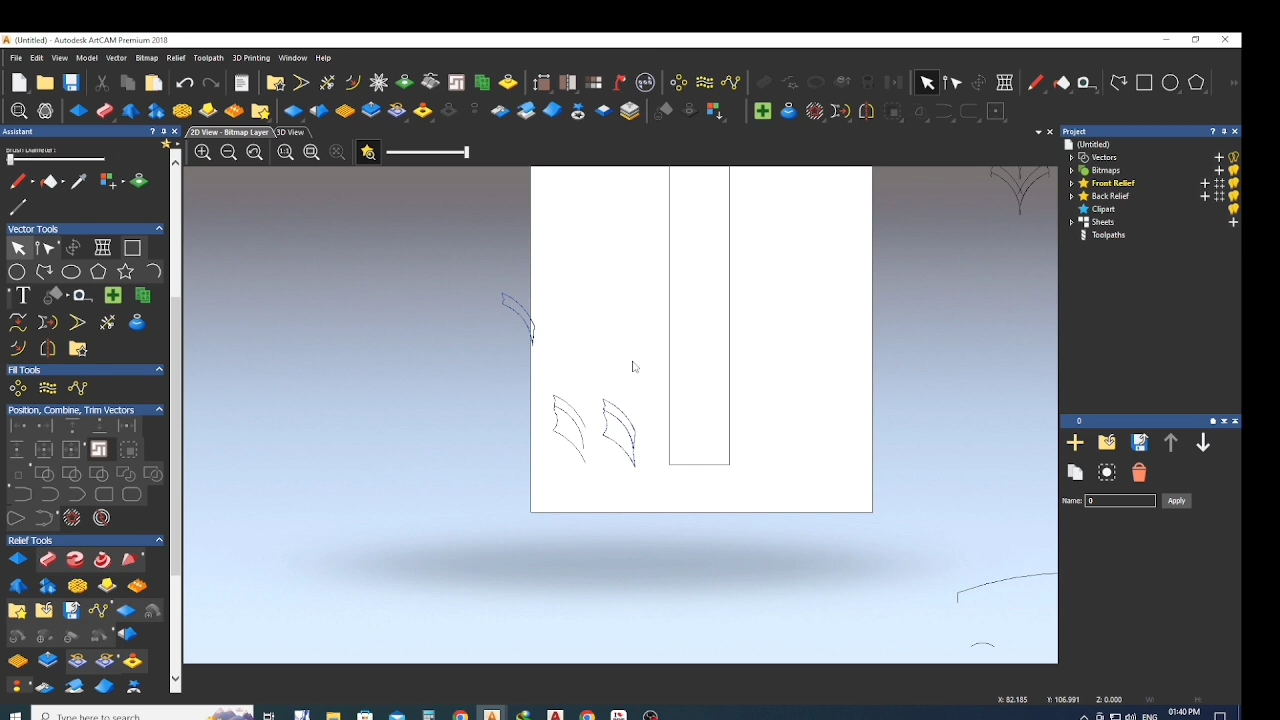 (Untitled) - Autodesk ArtCAM Premium 2018
File Edit View Model Vector Bitmap Relief Toolpath 3D Printing Window Help
Assistant
2D View - Bitmap Layer 3D View
Project
(Untitled)
Vectors
Bitmaps
Front Relief
Back Relief
Clipart
Sheets
Toolpaths
Brush Diameter:
Vector Tools
Fill Tools
Position, Combine, Trim Vectors
Relief Tools
0
Name: 0 Apply
X: 82.185 Y: 106.991 Z: 0.000 W: H:
Type here to search
ENG
01:40 PM